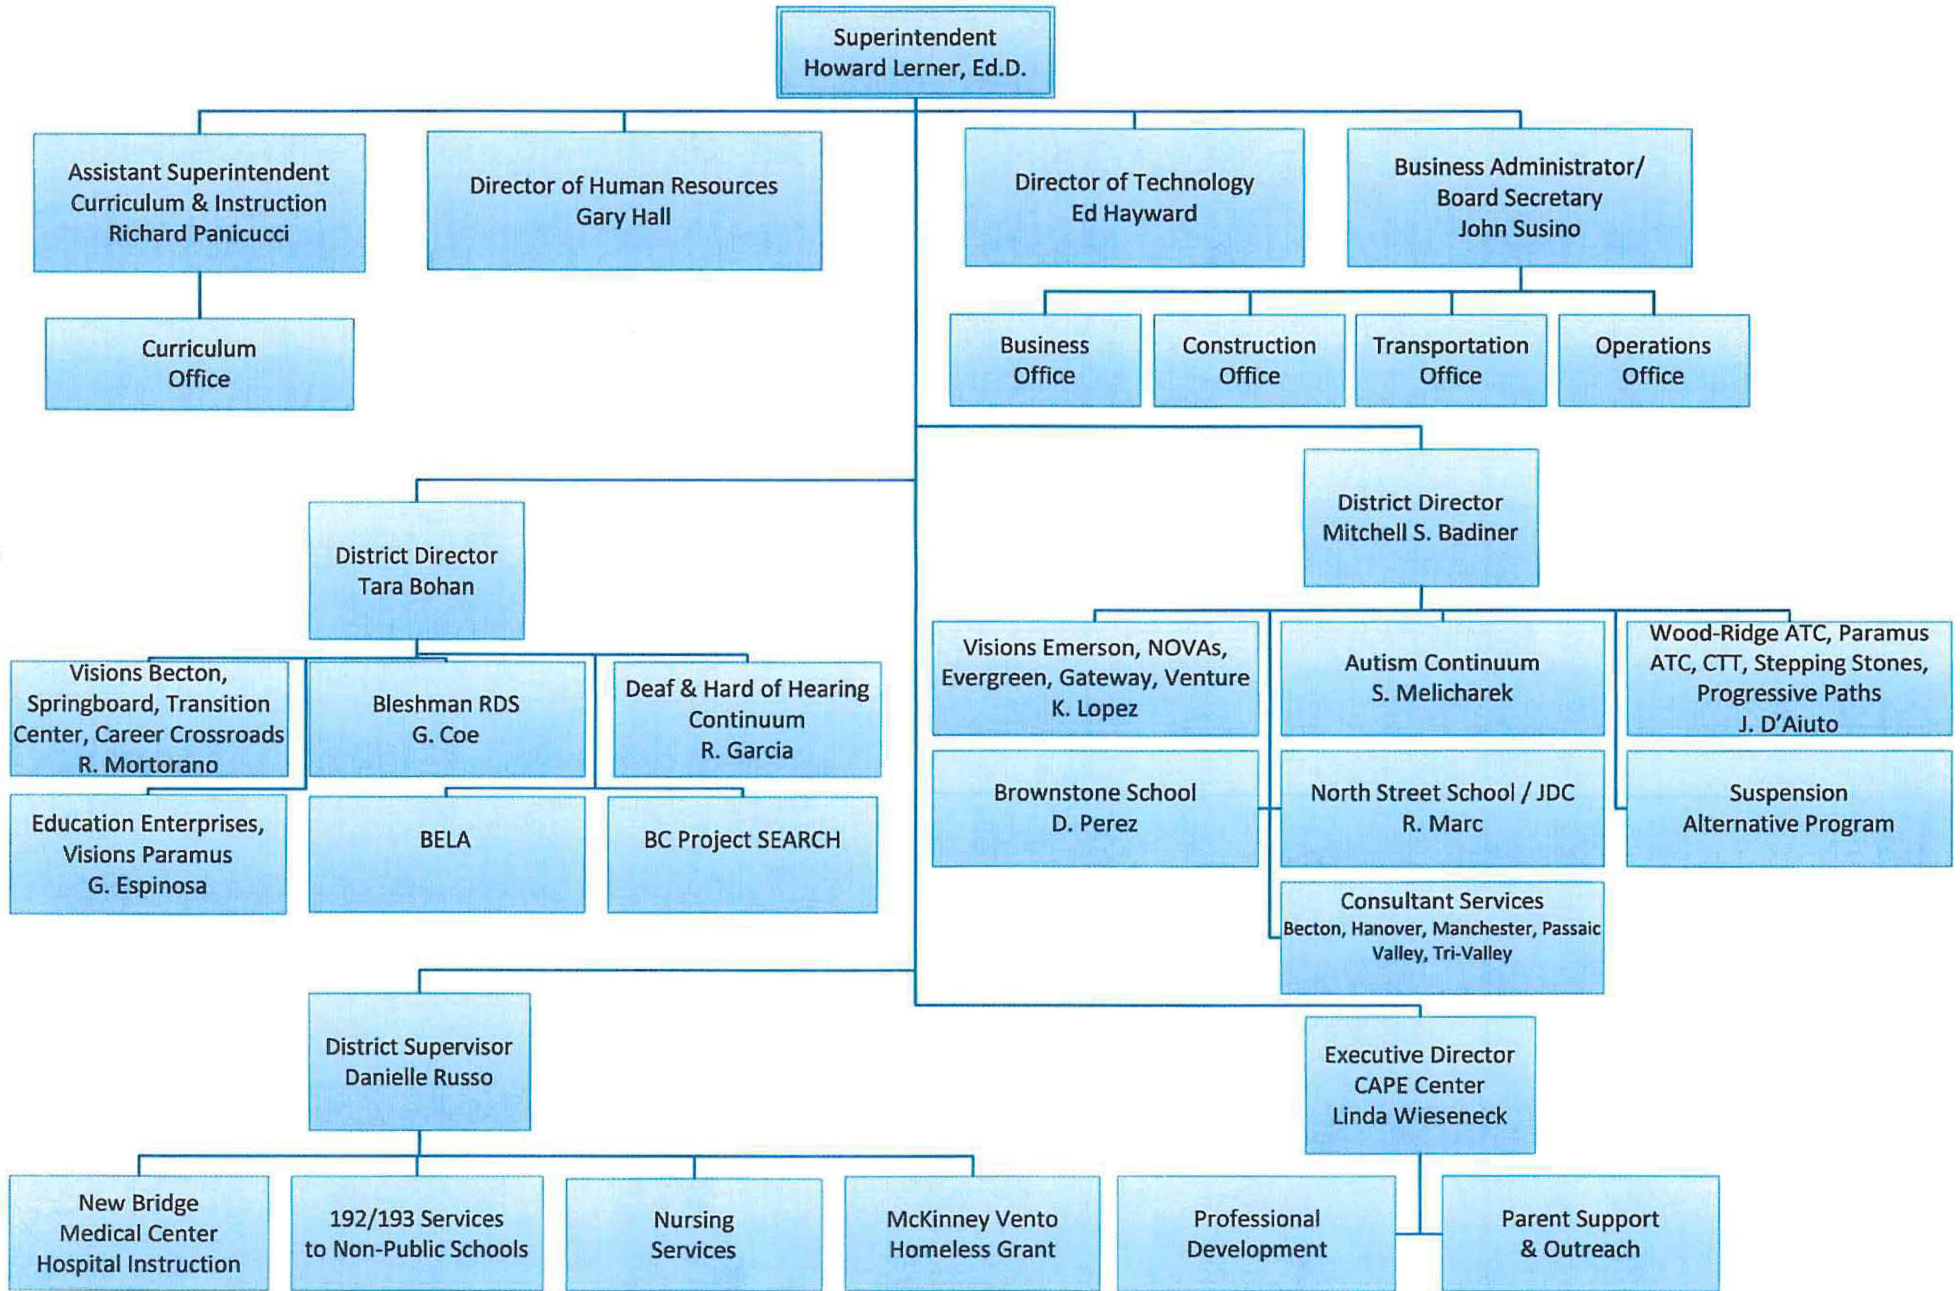 Superintendent
Howard Lerner, Ed.D.
Assistant Superintendent
Curriculum & Instruction
Richard Panicucci
Director of Human Resources
Gary Hall
Director of Technology
Ed Hayward
Business Administrator/
Board Secretary
John Susino
Curriculum
Office
Business
Office
Construction
Office
Transportation
Office
Operations
Office
District Director
Tara Bohan
District Director
Mitchell S. Badiner
Visions Becton,
Springboard, Transition
Center, Career Crossroads
R. Mortorano
Bleshman RDS
G. Coe
Deaf & Hard of Hearing
Continuum
R. Garcia
Education Enterprises,
Visions Paramus
G. Espinosa
BELA
BC Project SEARCH
Visions Emerson, NOVAs,
Evergreen, Gateway, Venture
K. Lopez
Autism Continuum
S. Melicharek
Wood-Ridge ATC, Paramus
ATC, CTT, Stepping Stones,
Progressive Paths
J. D'Aiuto
Brownstone School
D. Perez
North Street School / JDC
R. Marc
Suspension
Alternative Program
Consultant Services
Becton, Hanover, Manchester, Passaic
Valley, Tri-Valley
District Supervisor
Danielle Russo
Executive Director
CAPE Center
Linda Wieseneck
New Bridge
Medical Center
Hospital Instruction
192/193 Services
to Non-Public Schools
Nursing
Services
McKinney Vento
Homeless Grant
Professional
Development
Parent Support
& Outreach